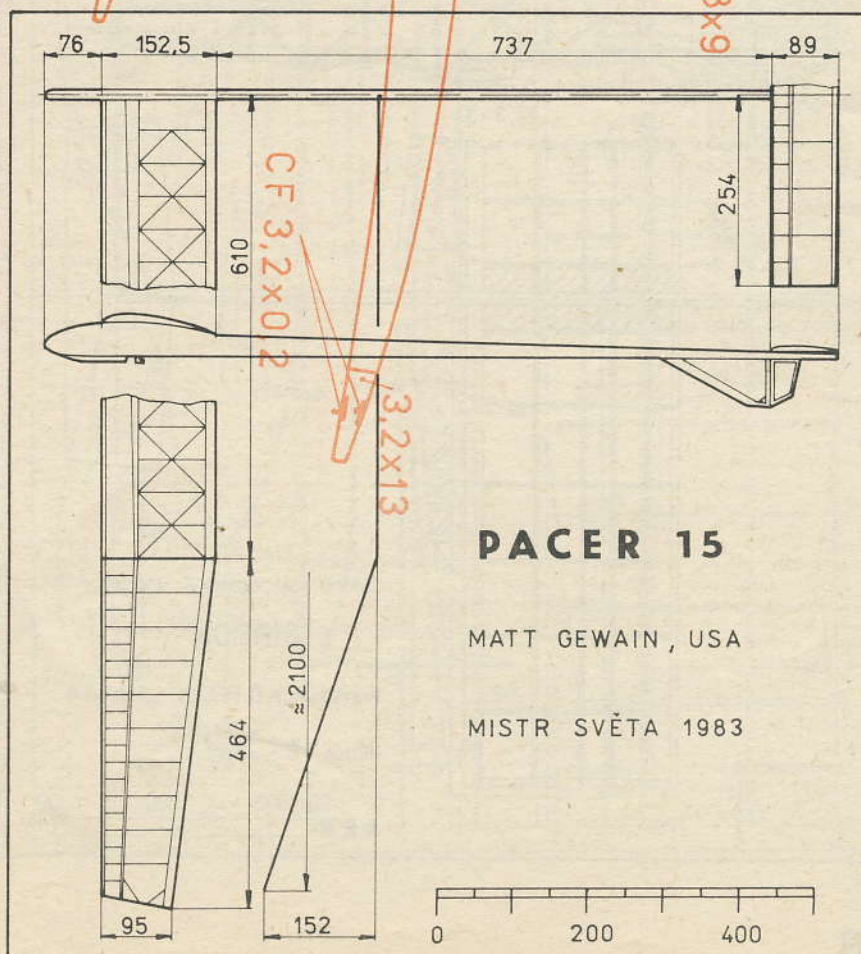 76
152,5
737
89
3x9
254
610
CF 3,2x0,2
3,2x13
PACER 15
MATT GEWAIN, USA
MISTR SVĚTA 1983
≈2100
464
95
152
0 200 400